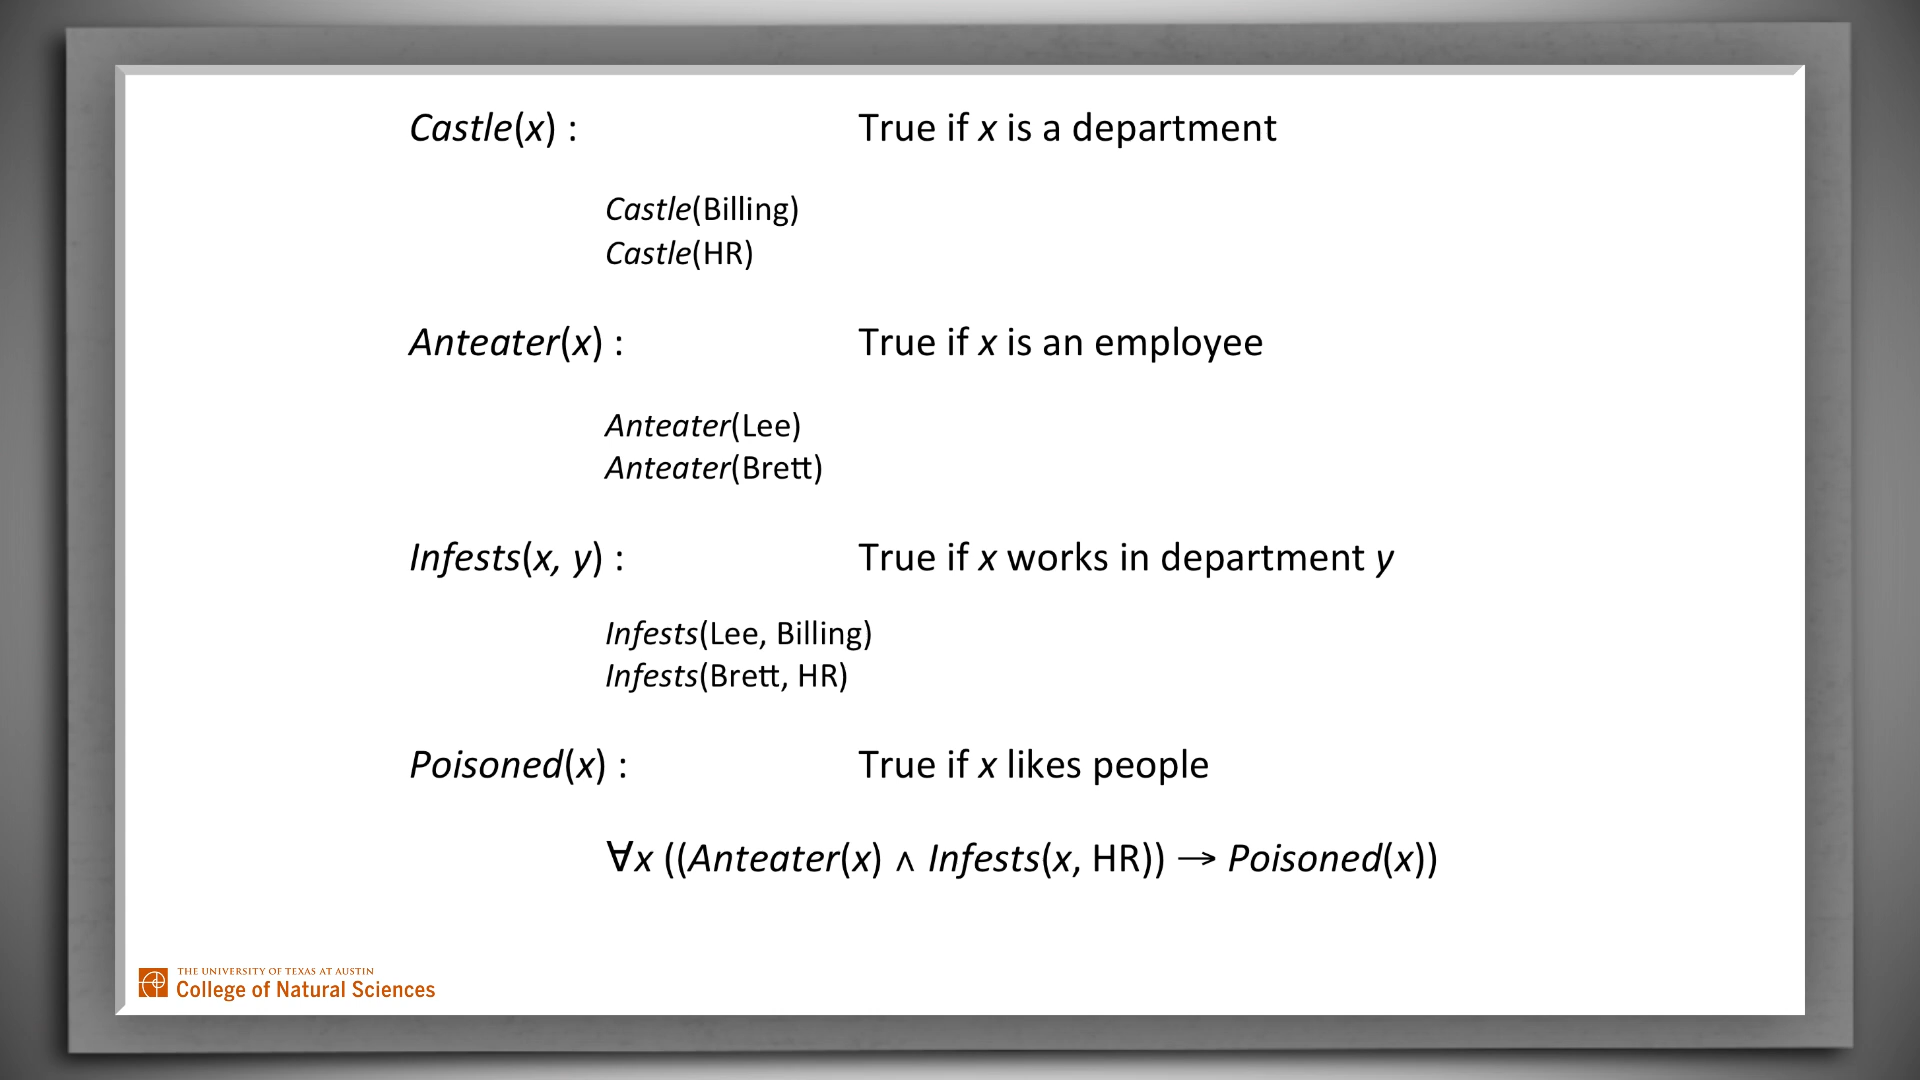 Castle(x) : True if x is a department
Castle(Billing)
Castle(HR)
Anteater(x) : True if x is an employee
Anteater(Lee)
Anteater(Brett)
Infests(x, y) : True if x works in department y
Infests(Lee, Billing)
Infests(Brett, HR)
Poisoned(x) : True if x likes people
∀x ((Anteater(x) ∧ Infests(x, HR)) → Poisoned(x))
THE UNIVERSITY OF TEXAS AT AUSTIN
College of Natural Sciences